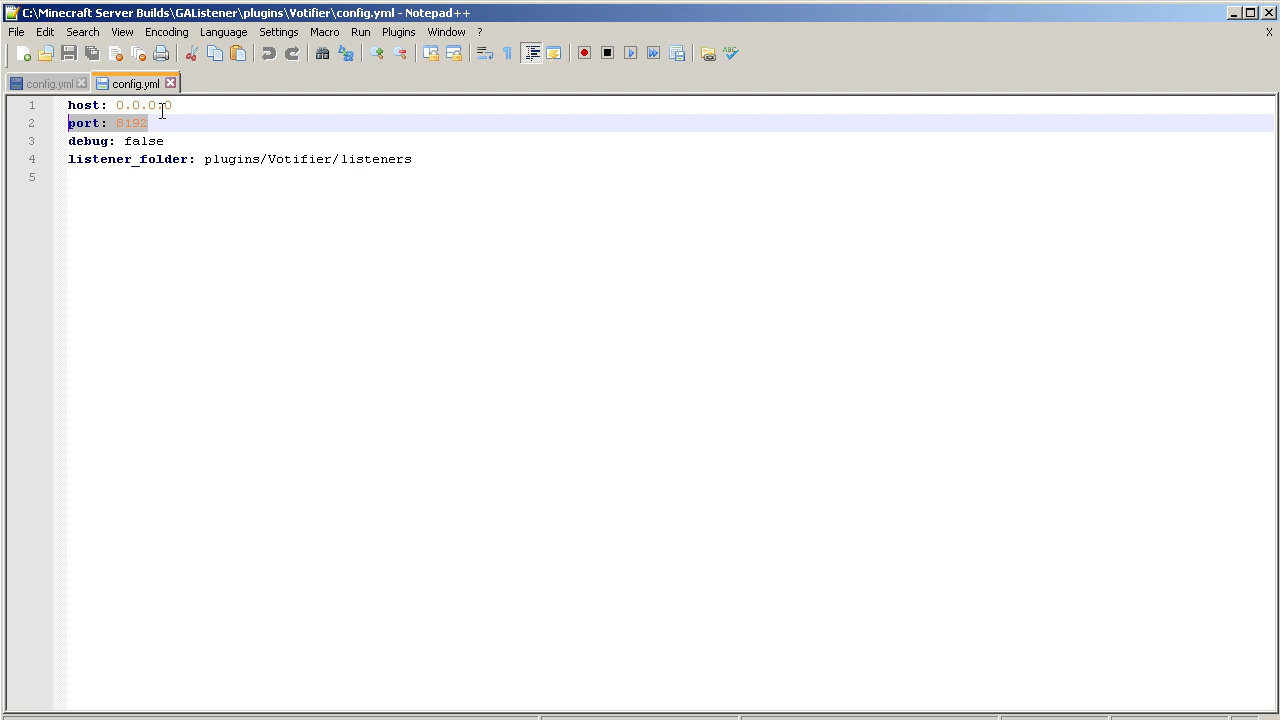 C:\Minecraft Server Builds\GAListener\plugins\Votifier\config.yml - Notepad++
File Edit Search View Encoding Language Settings Macro Run Plugins Window ? X
config.yml config.yml
1 host: 0.0.0.0
2 port: 8192
3 debug: false
4 listener_folder: plugins/Votifier/listeners
5